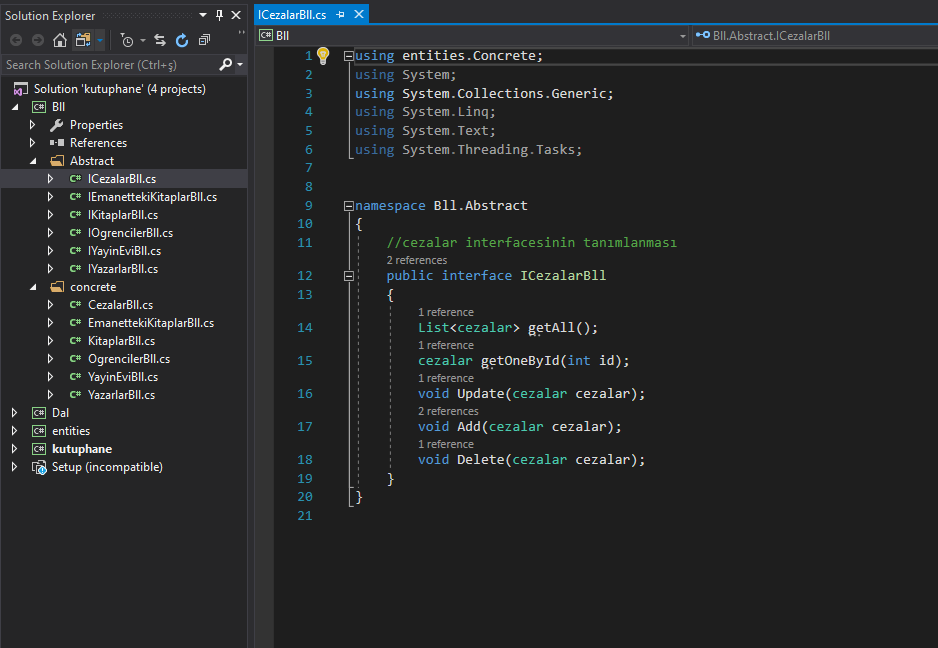 Solution Explorer
Search Solution Explorer (Ctrl+ş)
Solution 'kutuphane' (4 projects)
C# Bll
Properties
References
Abstract
C# ICezalarBll.cs
C# IEmanettekiKitaplarBll.cs
C# IKitaplarBll.cs
C# IOgrencilerBll.cs
C# IYayinEviBll.cs
C# IYazarlarBll.cs
concrete
C# CezalarBll.cs
C# EmanettekiKitaplarBll.cs
C# KitaplarBll.cs
C# OgrencilerBll.cs
C# YayinEviBll.cs
C# YazarlarBll.cs
C# Dal
C# entities
C# kutuphane
Setup (incompatible)
ICezalarBll.cs
C# Bll
Bll.Abstract.ICezalarBll
1 using entities.Concrete;
2 using System;
3 using System.Collections.Generic;
4 using System.Linq;
5 using System.Text;
6 using System.Threading.Tasks;
7
8
9 namespace Bll.Abstract
10 {
11 //cezalar interfacesinin tanımlanması
2 references
12 public interface ICezalarBll
13 {
1 reference
14 List<cezalar> getAll();
1 reference
15 cezalar getOneById(int id);
1 reference
16 void Update(cezalar cezalar);
2 references
17 void Add(cezalar cezalar);
1 reference
18 void Delete(cezalar cezalar);
19 }
20 }
21